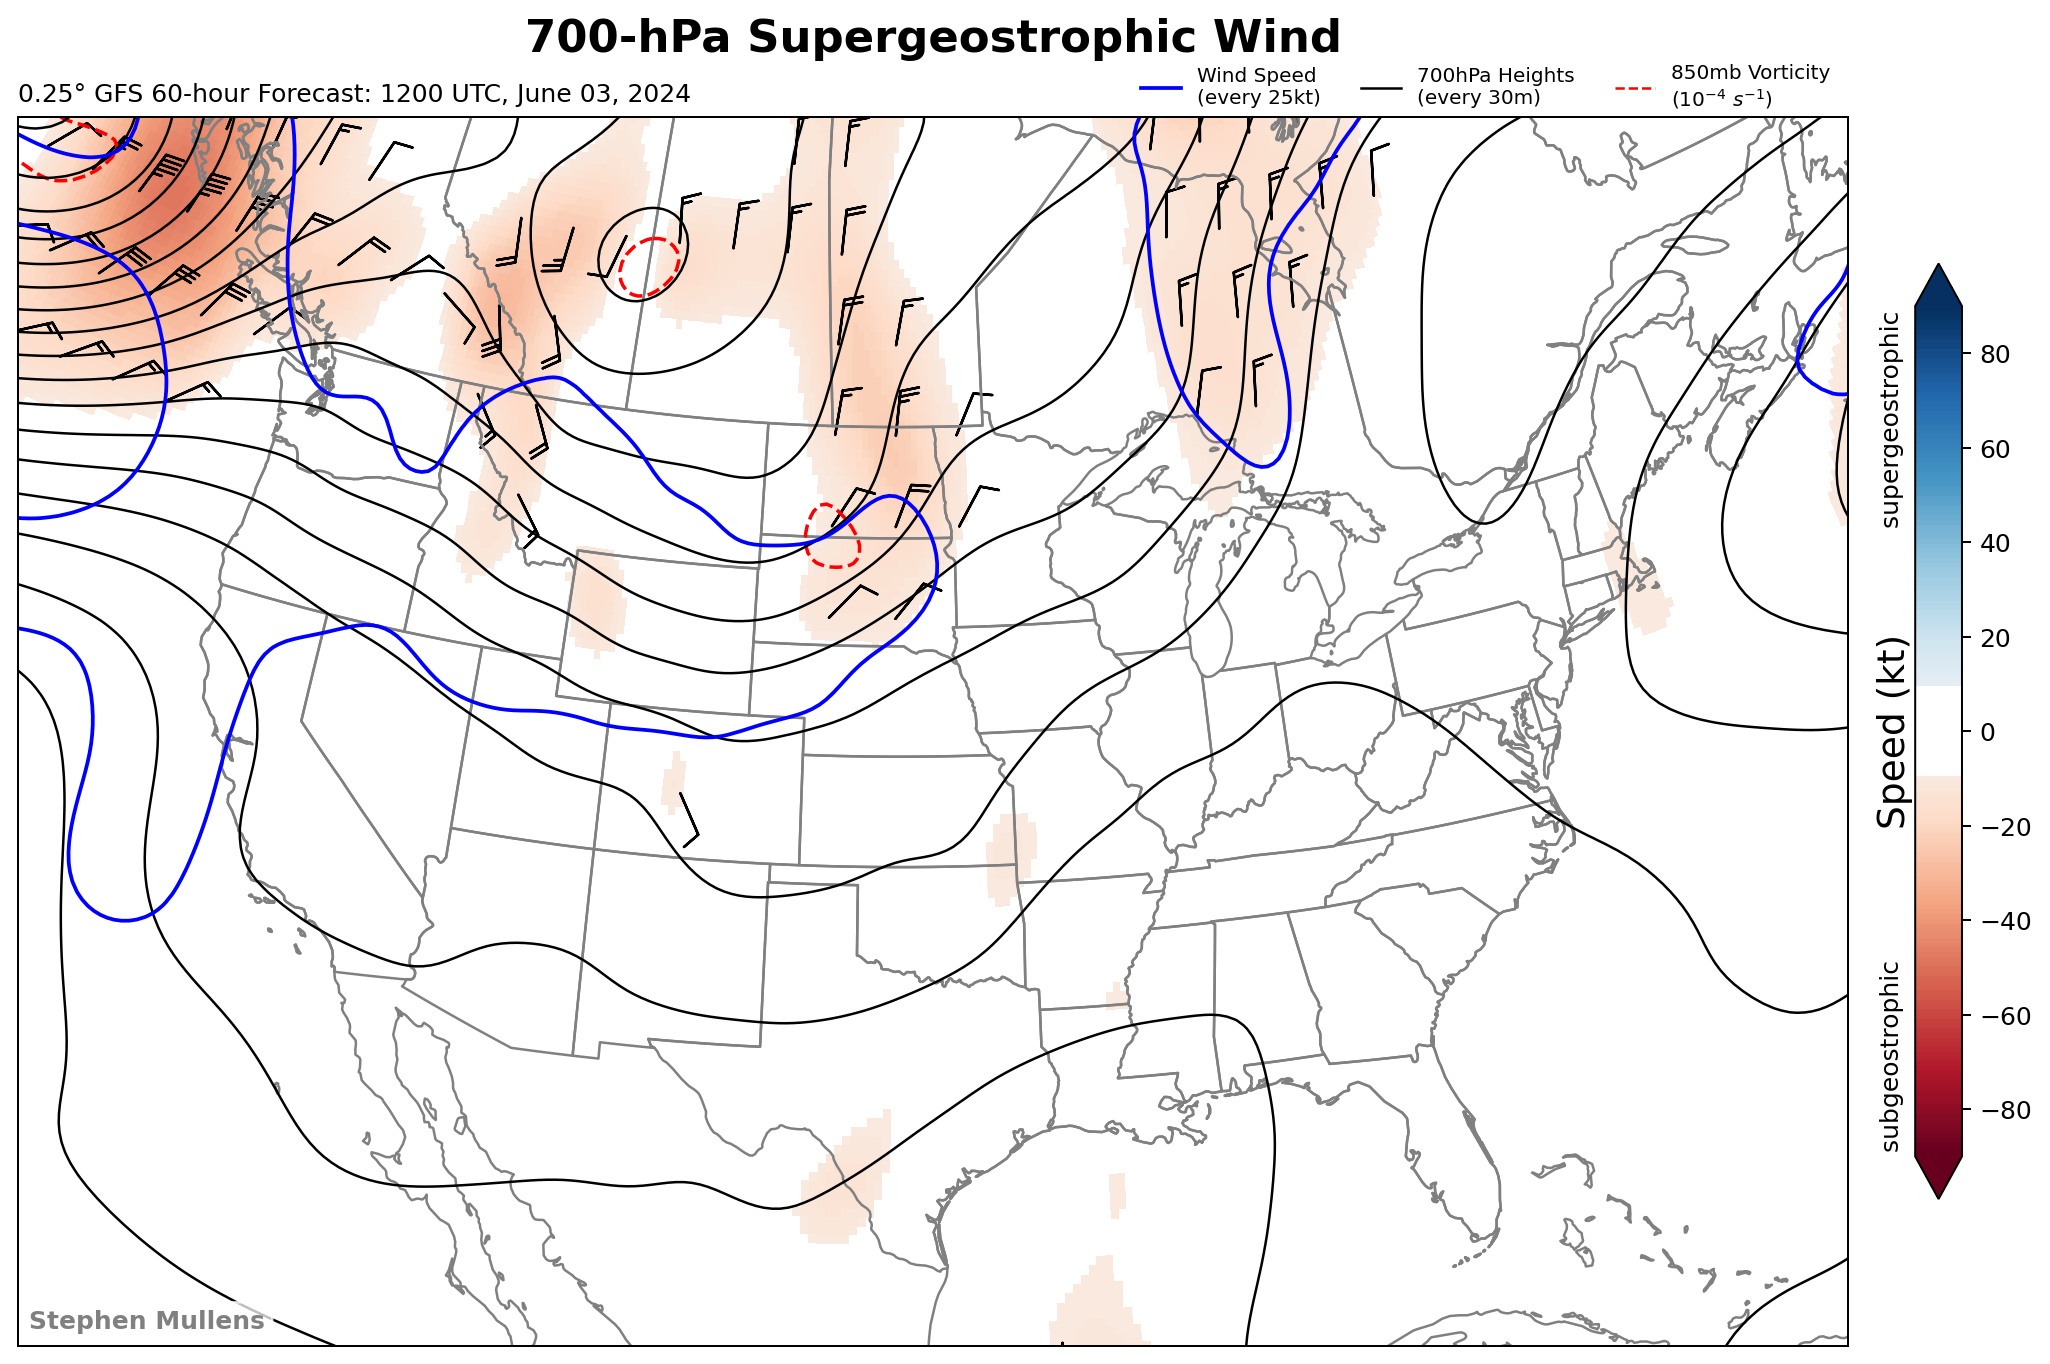 700-hPa Supergeostrophic Wind
0.25° GFS 60-hour Forecast: 1200 UTC, June 03, 2024
Wind Speed
(every 25kt)
700hPa Heights
(every 30m)
850mb Vorticity
(10⁻⁴ s⁻¹)
supergeostrophic
Speed (kt)
subgeostrophic
80
60
40
20
0
−20
−40
−60
−80
Stephen Mullens